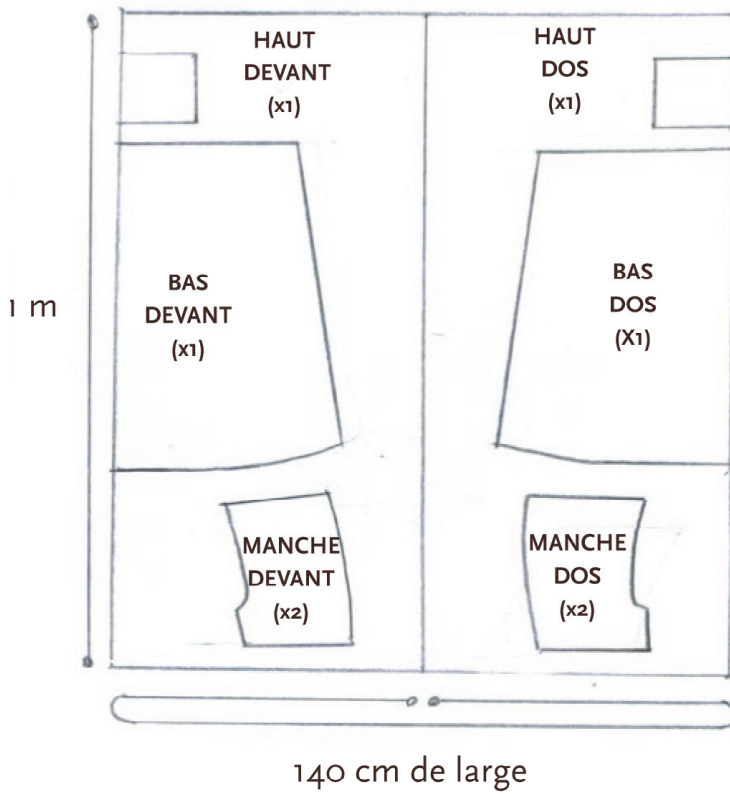 HAUT
DEVANT
(x1)
HAUT
DOS
(x1)
1 m
BAS
DEVANT
(x1)
BAS
DOS
(X1)
MANCHE
DEVANT
(x2)
MANCHE
DOS
(x2)
140 cm de large